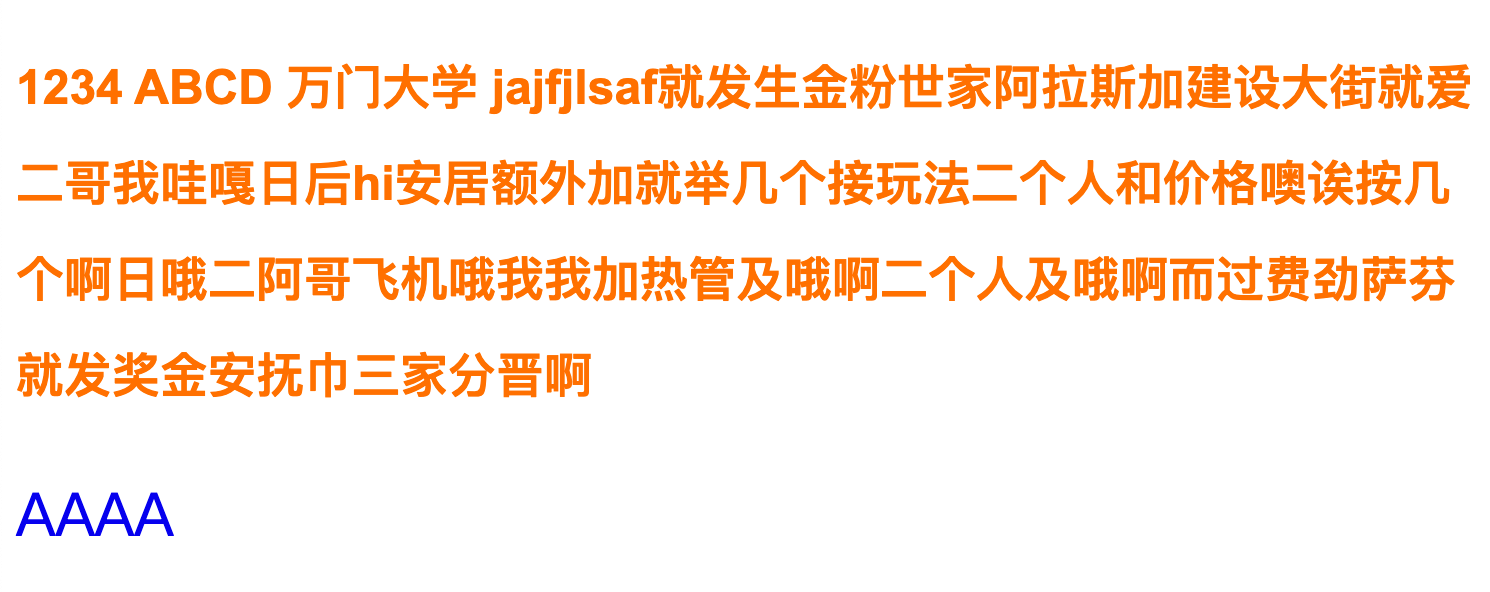 1234 ABCD 万门大学 jajfjlsaf就发生金粉世家阿拉斯加建设大街就爱
二哥我哇嘎日后hi安居额外加就举几个接玩法二个人和价格噢诶按几
个啊日哦二阿哥飞机哦我我加热管及哦啊二个人及哦啊而过费劲萨芬
就发奖金安抚巾三家分晋啊
AAAA